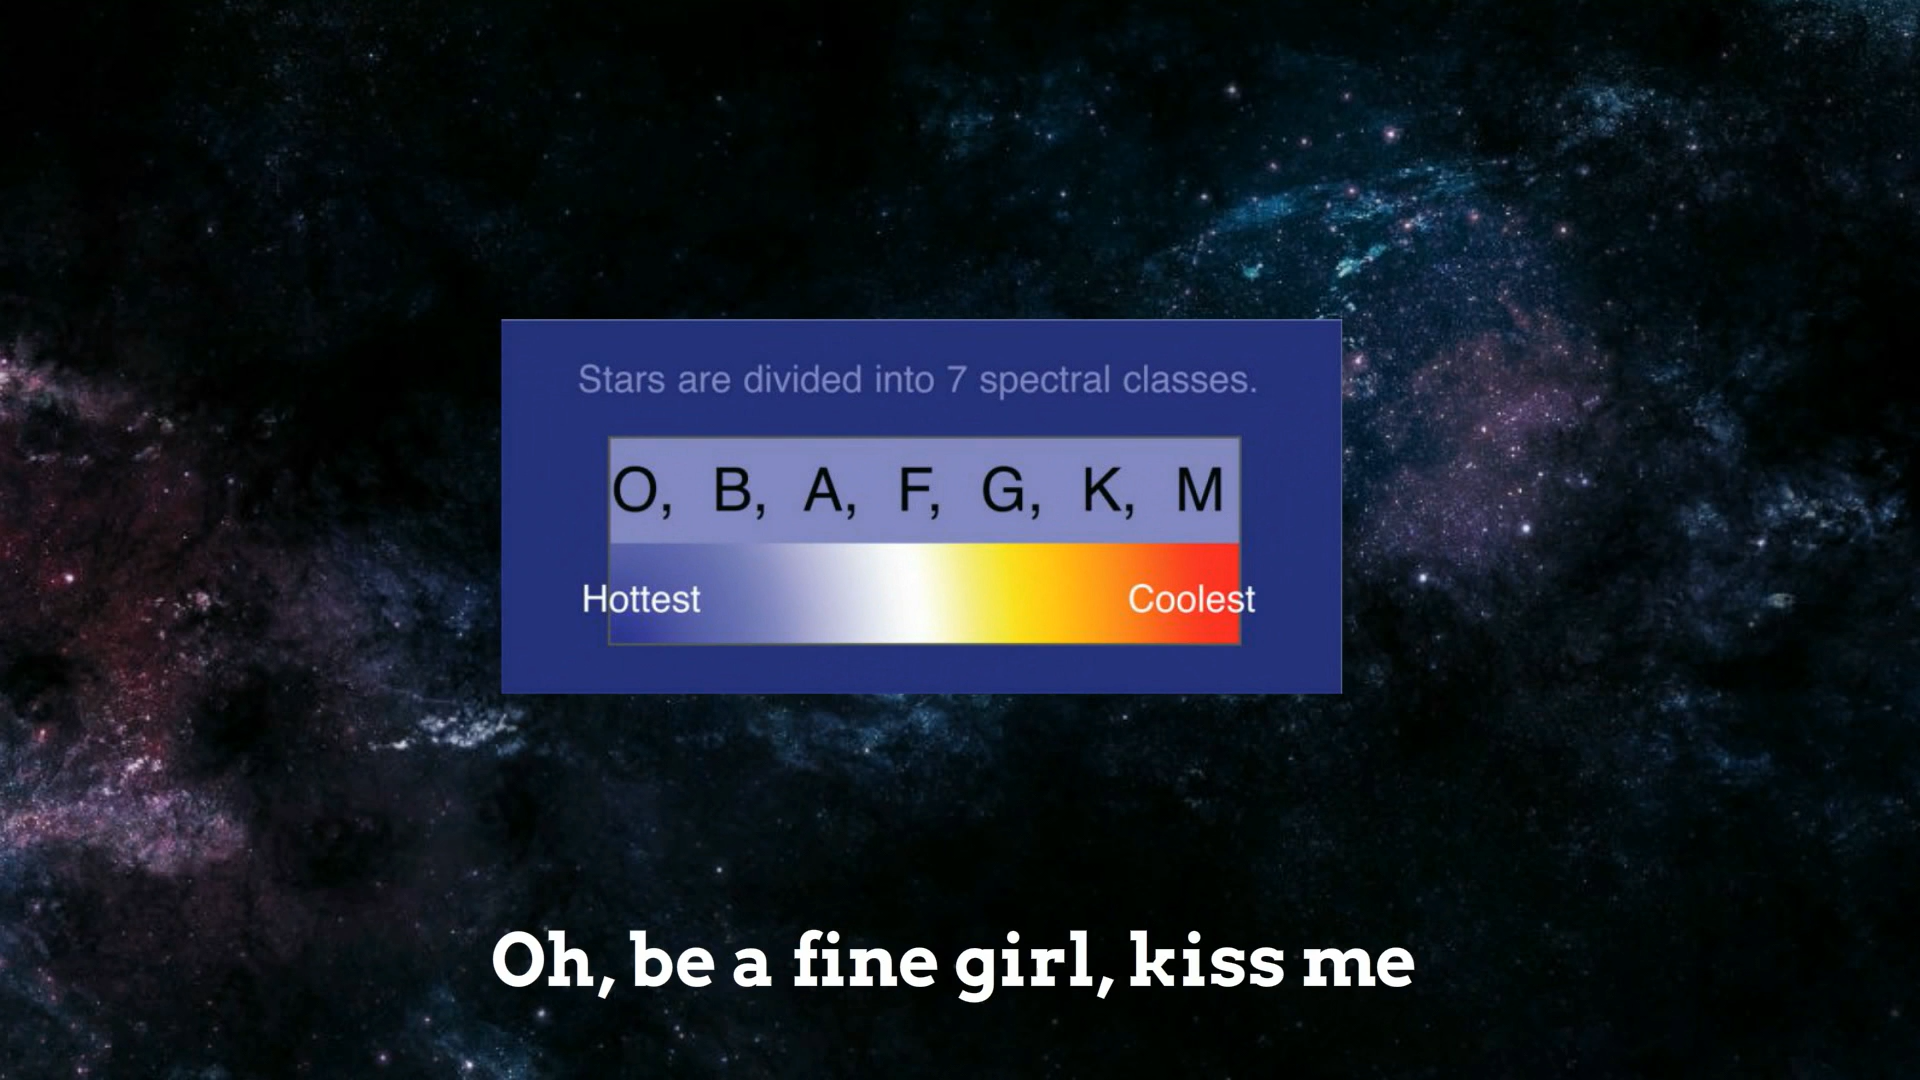 Stars are divided into 7 spectral classes.
O, B, A, F, G, K, M
Hottest Coolest
Oh, be a fine girl, kiss me